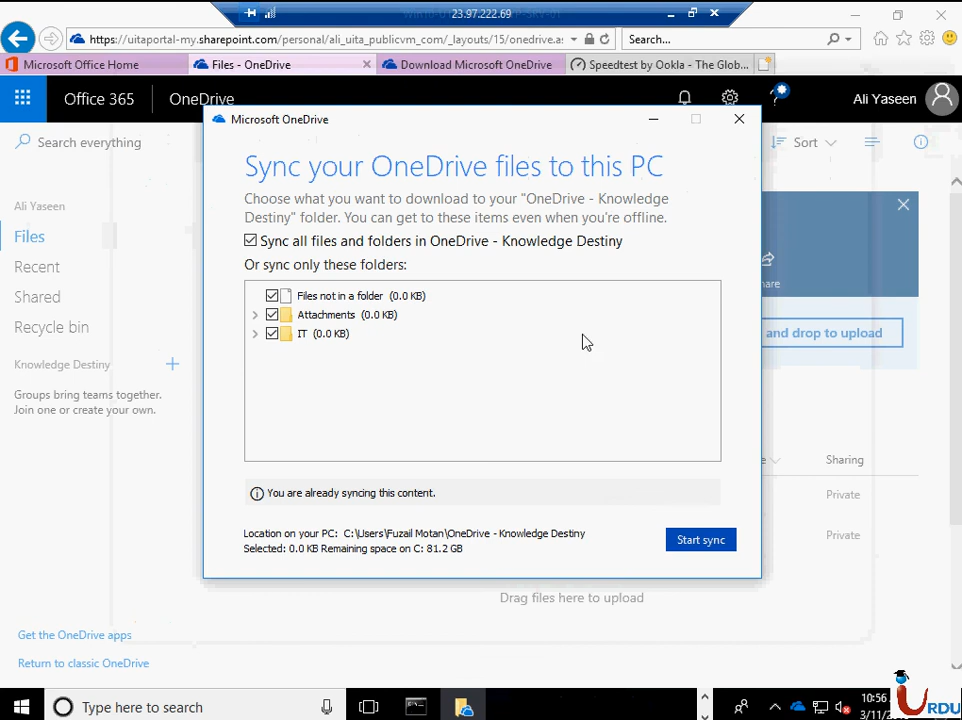 23.97.222.69
https://uitaportal-my.sharepoint.com/personal/ali_uita_publicvm_com/_layouts/15/onedrive.as
Search...
Microsoft Office Home
Files - OneDrive
Download Microsoft OneDrive
Speedtest by Ookla - The Glob...
Office 365
OneDrive
?
Ali Yaseen
Search everything
Sort
Ali Yaseen
Files
Recent
Shared
Recycle bin
Knowledge Destiny
Groups bring teams together.
Join one or create your own.
Microsoft OneDrive
Sync your OneDrive files to this PC
Choose what you want to download to your "OneDrive - Knowledge
Destiny" folder. You can get to these items even when you're offline.
Sync all files and folders in OneDrive - Knowledge Destiny
Or sync only these folders:
Files not in a folder (0.0 KB)
Attachments (0.0 KB)
IT (0.0 KB)
You are already syncing this content.
Location on your PC: C:\Users\Fuzail Motan\OneDrive - Knowledge Destiny
Selected: 0.0 KB Remaining space on C: 81.2 GB
Start sync
and drop to upload
Sharing
Private
Private
Drag files here to upload
Get the OneDrive apps
Return to classic OneDrive
Type here to search
10:56
3/11/2
URDU